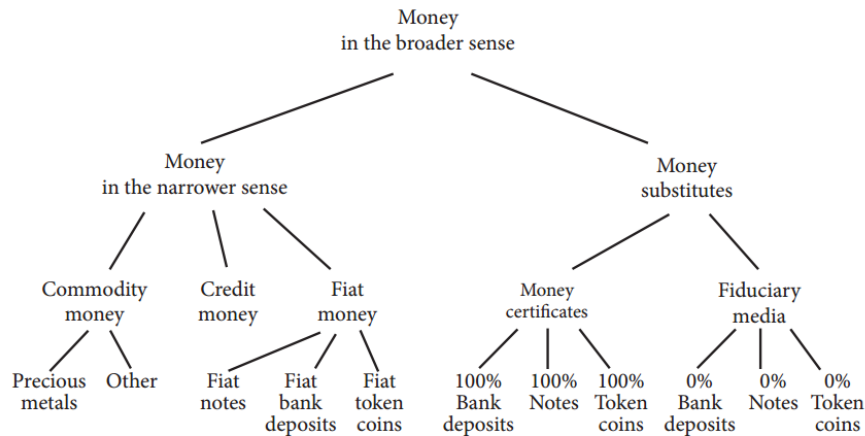 Money
in the broader sense
Money
in the narrower sense
Money
substitutes
Commodity
money
Credit
money
Fiat
money
Money
certificates
Fiduciary
media
Precious
metals
Other
Fiat
notes
Fiat
bank
deposits
Fiat
token
coins
100%
Bank
deposits
100%
Notes
100%
Token
coins
0%
Bank
deposits
0%
Notes
0%
Token
coins